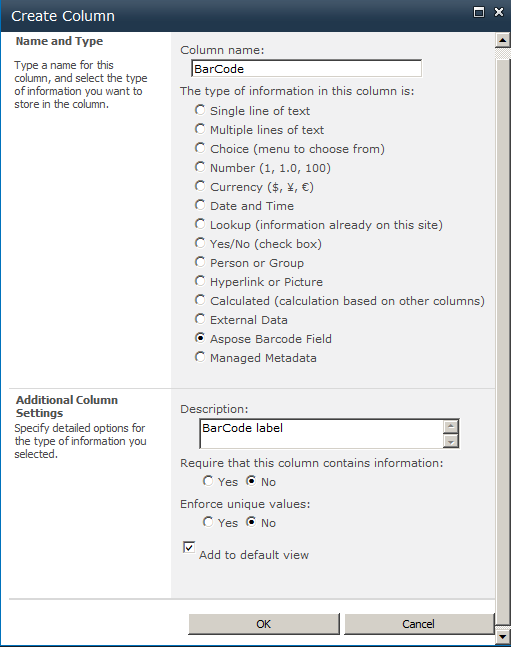 Create Column
Name and Type
Type a name for this
column, and select the type
of information you want to
store in the column.
Column name:
BarCode
The type of information in this column is:
Single line of text
Multiple lines of text
Choice (menu to choose from)
Number (1, 1.0, 100)
Currency ($, ¥, €)
Date and Time
Lookup (information already on this site)
Yes/No (check box)
Person or Group
Hyperlink or Picture
Calculated (calculation based on other columns)
External Data
Aspose Barcode Field
Managed Metadata
Additional Column
Settings
Specify detailed options for
the type of information you
selected.
Description:
BarCode label
Require that this column contains information:
Yes No
Enforce unique values:
Yes No
Add to default view
OK Cancel